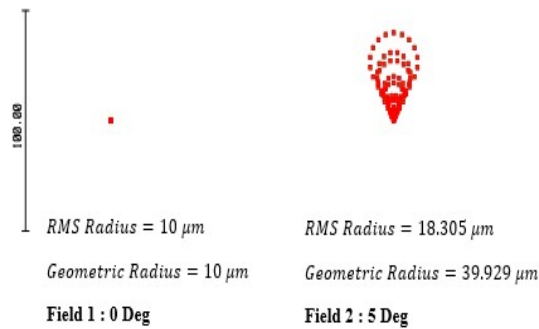 100.00
RMS Radius = 10 μm
Geometric Radius = 10 μm
Field 1 : 0 Deg
RMS Radius = 18.305 μm
Geometric Radius = 39.929 μm
Field 2 : 5 Deg